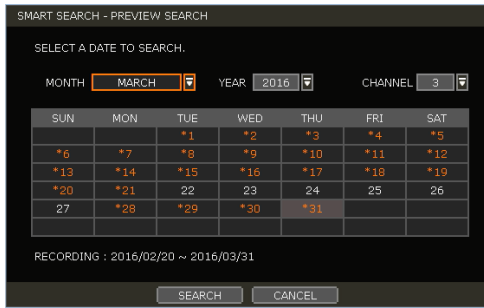 SMART SEARCH - PREVIEW SEARCH
SELECT A DATE TO SEARCH.
MONTH MARCH YEAR 2016 CHANNEL 3
SUN MON TUE WED THU FRI SAT
*1 *2 *3 *4 *5
*6 *7 *8 *9 *10 *11 *12
*13 *14 *15 *16 *17 *18 *19
*20 *21 22 23 24 25 26
27 *28 *29 *30 *31
RECORDING : 2016/02/20 ~ 2016/03/31
SEARCH CANCEL